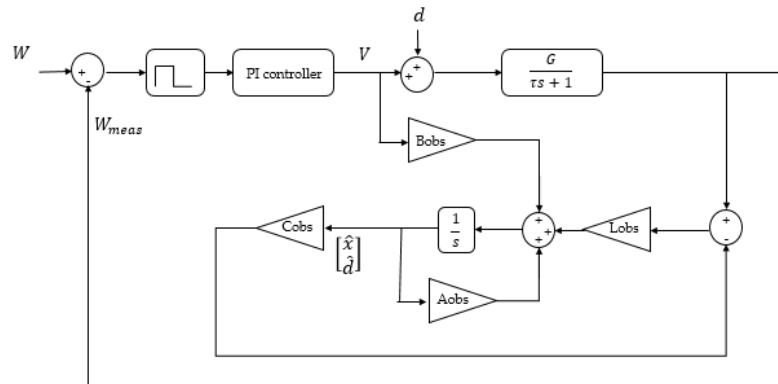 d
W
+
-
PI controller
V
+
+
G
τs + 1
W_meas
Bobs
Cobs
1
s
+
+
+
+
Lobs
+
-
[x̂
d̂]
Aobs